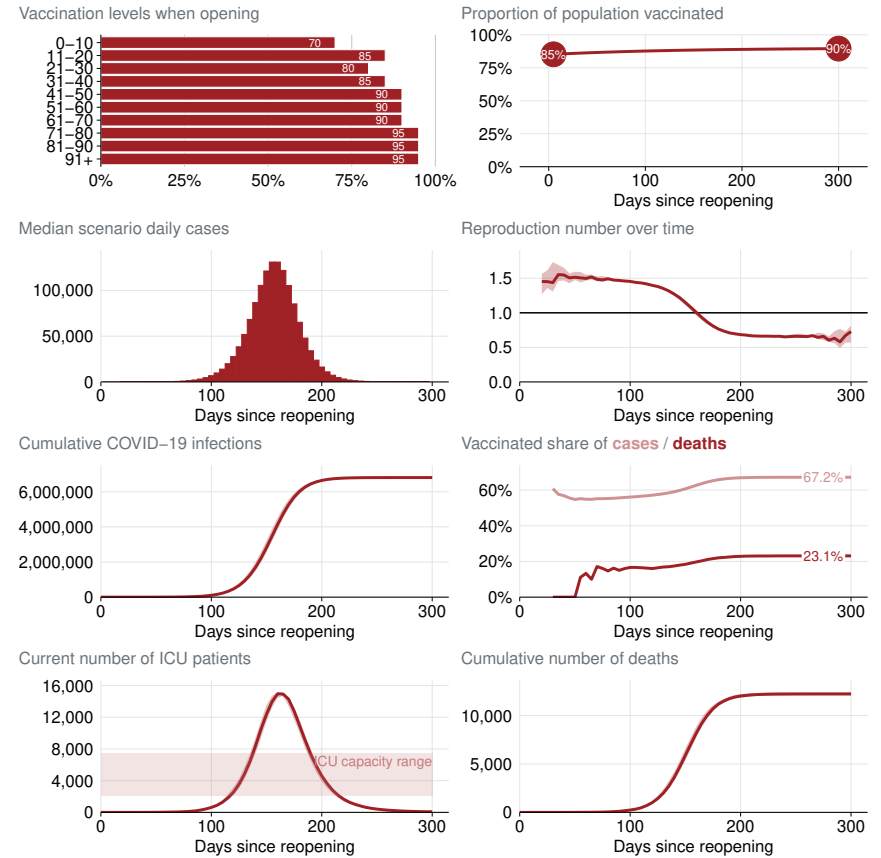 Vaccination levels when opening
0–10
11–20
21–30
31–40
41–50
51–60
61–70
71–80
81–90
91+
70
85
80
85
90
90
90
95
95
95
0% 25% 50% 75% 100%
Proportion of population vaccinated
100%
75%
50%
25%
0%
85%
90%
0 100 200 300
Days since reopening
Median scenario daily cases
100,000
50,000
0
0 100 200 300
Days since reopening
Reproduction number over time
1.5
1.0
0.5
0.0
0 100 200 300
Days since reopening
Cumulative COVID–19 infections
6,000,000
4,000,000
2,000,000
0
0 100 200 300
Days since reopening
Vaccinated share of cases / deaths
60%
40%
20%
0%
67.2%
23.1%
0 100 200 300
Days since reopening
Current number of ICU patients
16,000
12,000
8,000
4,000
0
ICU capacity range
0 100 200 300
Days since reopening
Cumulative number of deaths
10,000
5,000
0
0 100 200 300
Days since reopening